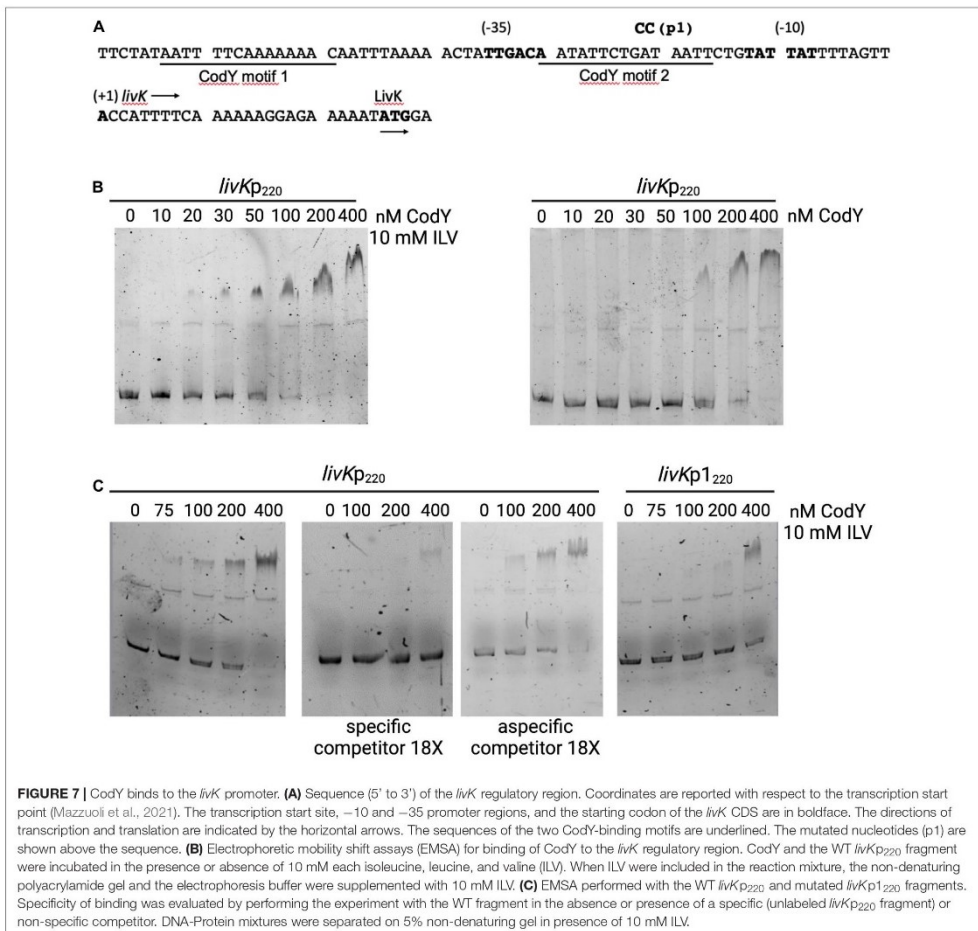 A
(-35) CC (p1) (-10)
TTCTATAATT TTCAAAAAAC CAATTTAAAA ACTATTGACA ATATTCTGAT AATTCTGTAT TATTTTAGTT
CodY motif 1 CodY motif 2
(+1) livK LivK
ACCATTTTCA AAAAAGGAGA AAAATATGGA
B
livKp220 livKp220
0 10 20 30 50 100 200 400 nM CodY 0 10 20 30 50 100 200 400 nM CodY
10 mM ILV
C
livKp220 livKp1220
0 75 100 200 400 0 100 200 400 0 100 200 400 0 75 100 200 400 nM CodY
10 mM ILV
specific aspecific
competitor 18X competitor 18X
FIGURE 7 | CodY binds to the livK promoter. (A) Sequence (5' to 3') of the livK regulatory region. Coordinates are reported with respect to the transcription start
point (Mazzuoli et al., 2021). The transcription start site, −10 and −35 promoter regions, and the starting codon of the livK CDS are in boldface. The directions of
transcription and translation are indicated by the horizontal arrows. The sequences of the two CodY-binding motifs are underlined. The mutated nucleotides (p1) are
shown above the sequence. (B) Electrophoretic mobility shift assays (EMSA) for binding of CodY to the livK regulatory region. CodY and the WT livKp220 fragment
were incubated in the presence or absence of 10 mM each isoleucine, leucine, and valine (ILV). When ILV were included in the reaction mixture, the non-denaturing
polyacrylamide gel and the electrophoresis buffer were supplemented with 10 mM ILV. (C) EMSA performed with the WT livKp220 and mutated livKp1220 fragments.
Specificity of binding was evaluated by performing the experiment with the WT fragment in the absence or presence of a specific (unlabeled livKp220 fragment) or
non-specific competitor. DNA-Protein mixtures were separated on 5% non-denaturing gel in presence of 10 mM ILV.